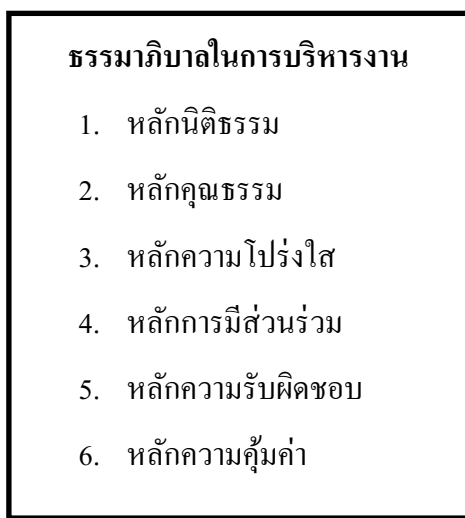 ธรรมาภิบาลในการบริหารงาน
1. หลักนิติธรรม
2. หลักคุณธรรม
3. หลักความโปร่งใส
4. หลักการมีส่วนร่วม
5. หลักความรับผิดชอบ
6. หลักความคุ้มค่า